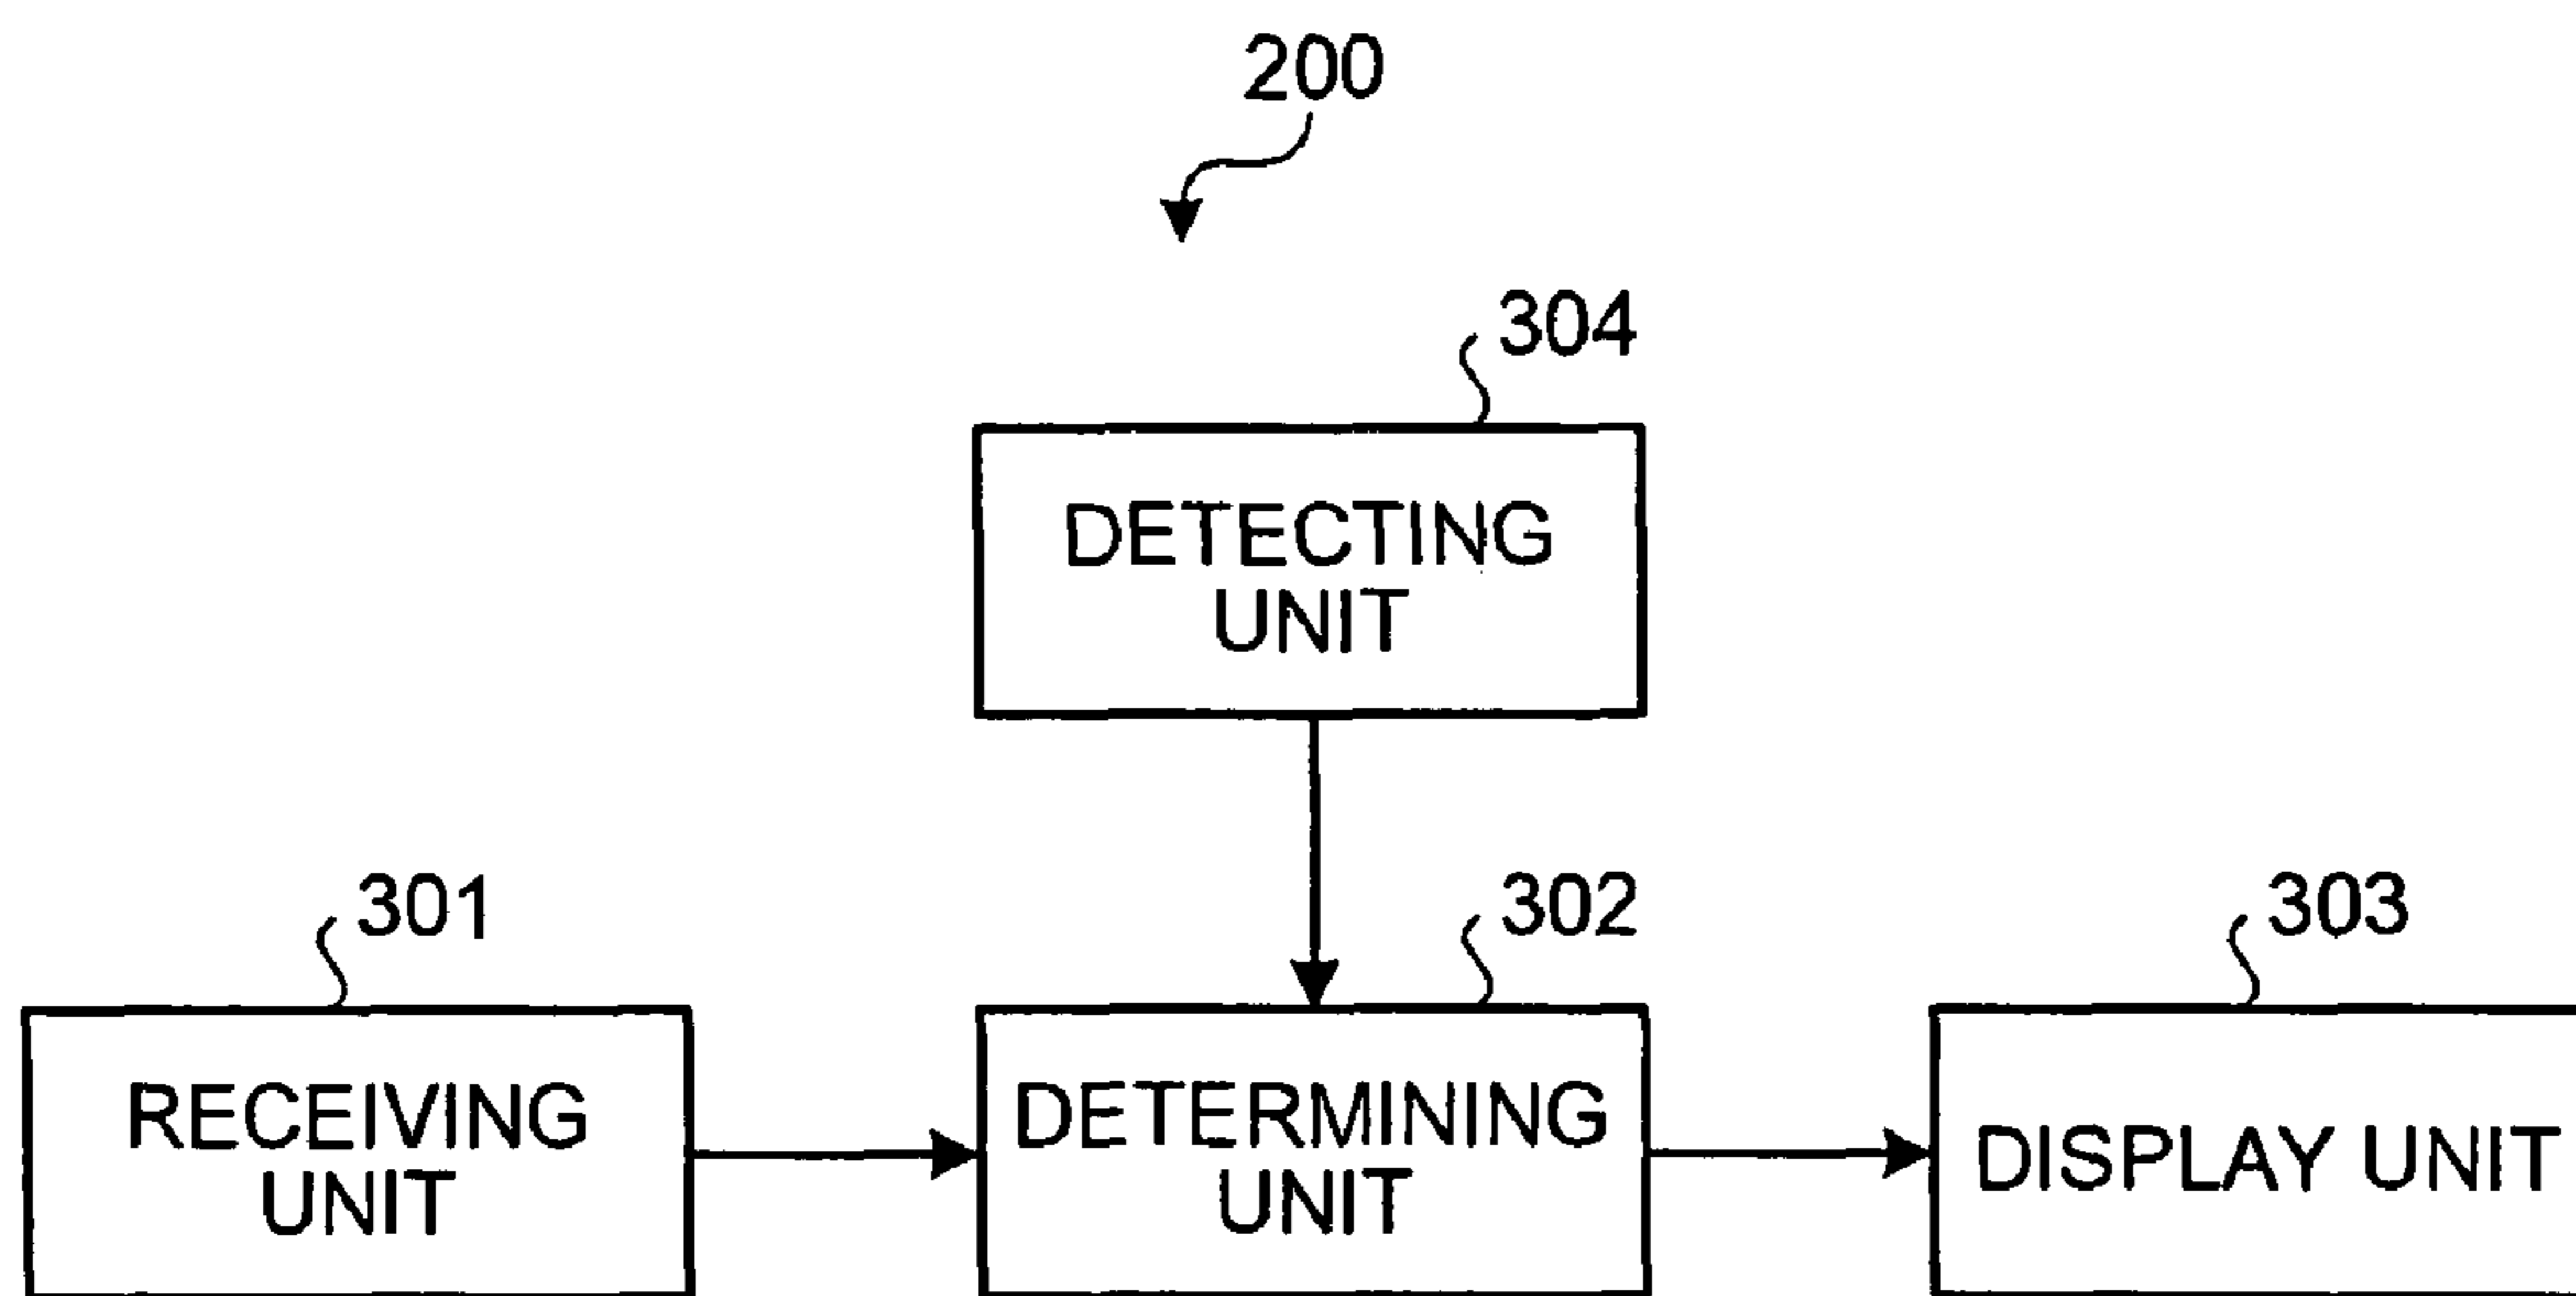 200
304
DETECTING
UNIT
301
302
303
RECEIVING
UNIT
DETERMINING
UNIT
DISPLAY UNIT